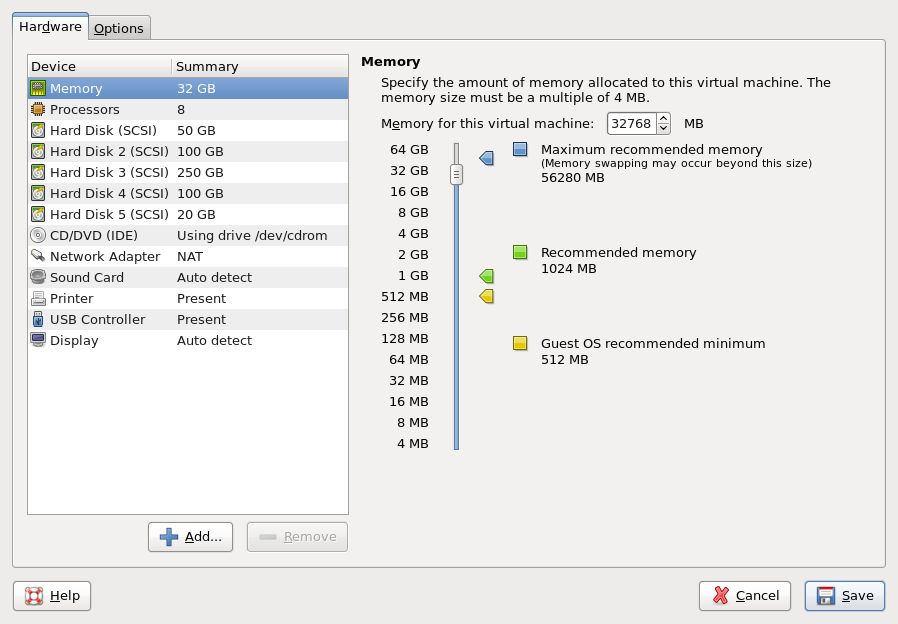 Hardware
Options
Device Summary
Memory 32 GB
Processors 8
Hard Disk (SCSI) 50 GB
Hard Disk 2 (SCSI) 100 GB
Hard Disk 3 (SCSI) 250 GB
Hard Disk 4 (SCSI) 100 GB
Hard Disk 5 (SCSI) 20 GB
CD/DVD (IDE) Using drive /dev/cdrom
Network Adapter NAT
Sound Card Auto detect
Printer Present
USB Controller Present
Display Auto detect
Add...
Remove
Memory
Specify the amount of memory allocated to this virtual machine. The
memory size must be a multiple of 4 MB.
Memory for this virtual machine: 32768 MB
64 GB
32 GB
16 GB
8 GB
4 GB
2 GB
1 GB
512 MB
256 MB
128 MB
64 MB
32 MB
16 MB
8 MB
4 MB
Maximum recommended memory
(Memory swapping may occur beyond this size)
56280 MB
Recommended memory
1024 MB
Guest OS recommended minimum
512 MB
Help
Cancel
Save